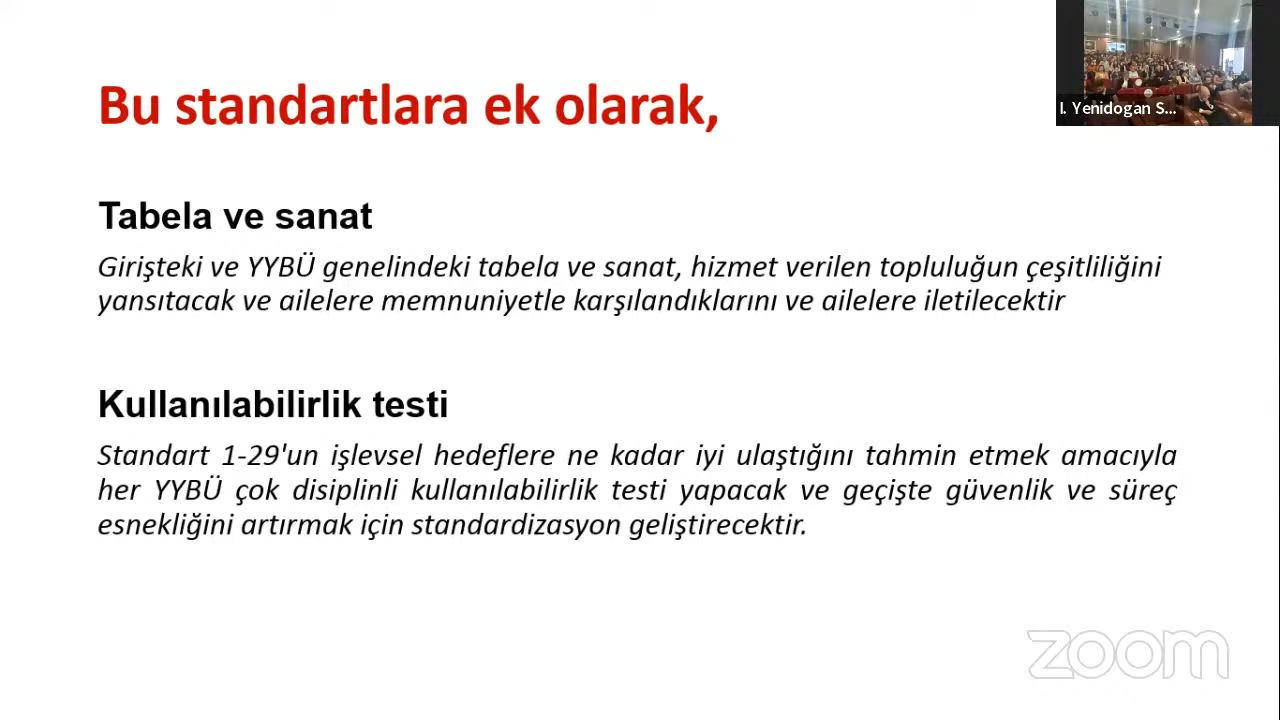 Bu standartlara ek olarak,
I. Yenidogan S...
Tabela ve sanat
Girişteki ve YYBÜ genelindeki tabela ve sanat, hizmet verilen topluluğun çeşitliliğini
yansıtacak ve ailelere memnuniyetle karşılandıklarını ve ailelere iletilecektir
Kullanılabilirlik testi
Standart 1-29'un işlevsel hedeflere ne kadar iyi ulaştığını tahmin etmek amacıyla
her YYBÜ çok disiplinli kullanılabilirlik testi yapacak ve geçişte güvenlik ve süreç
esnekliğini artırmak için standardizasyon geliştirecektir.
zoom